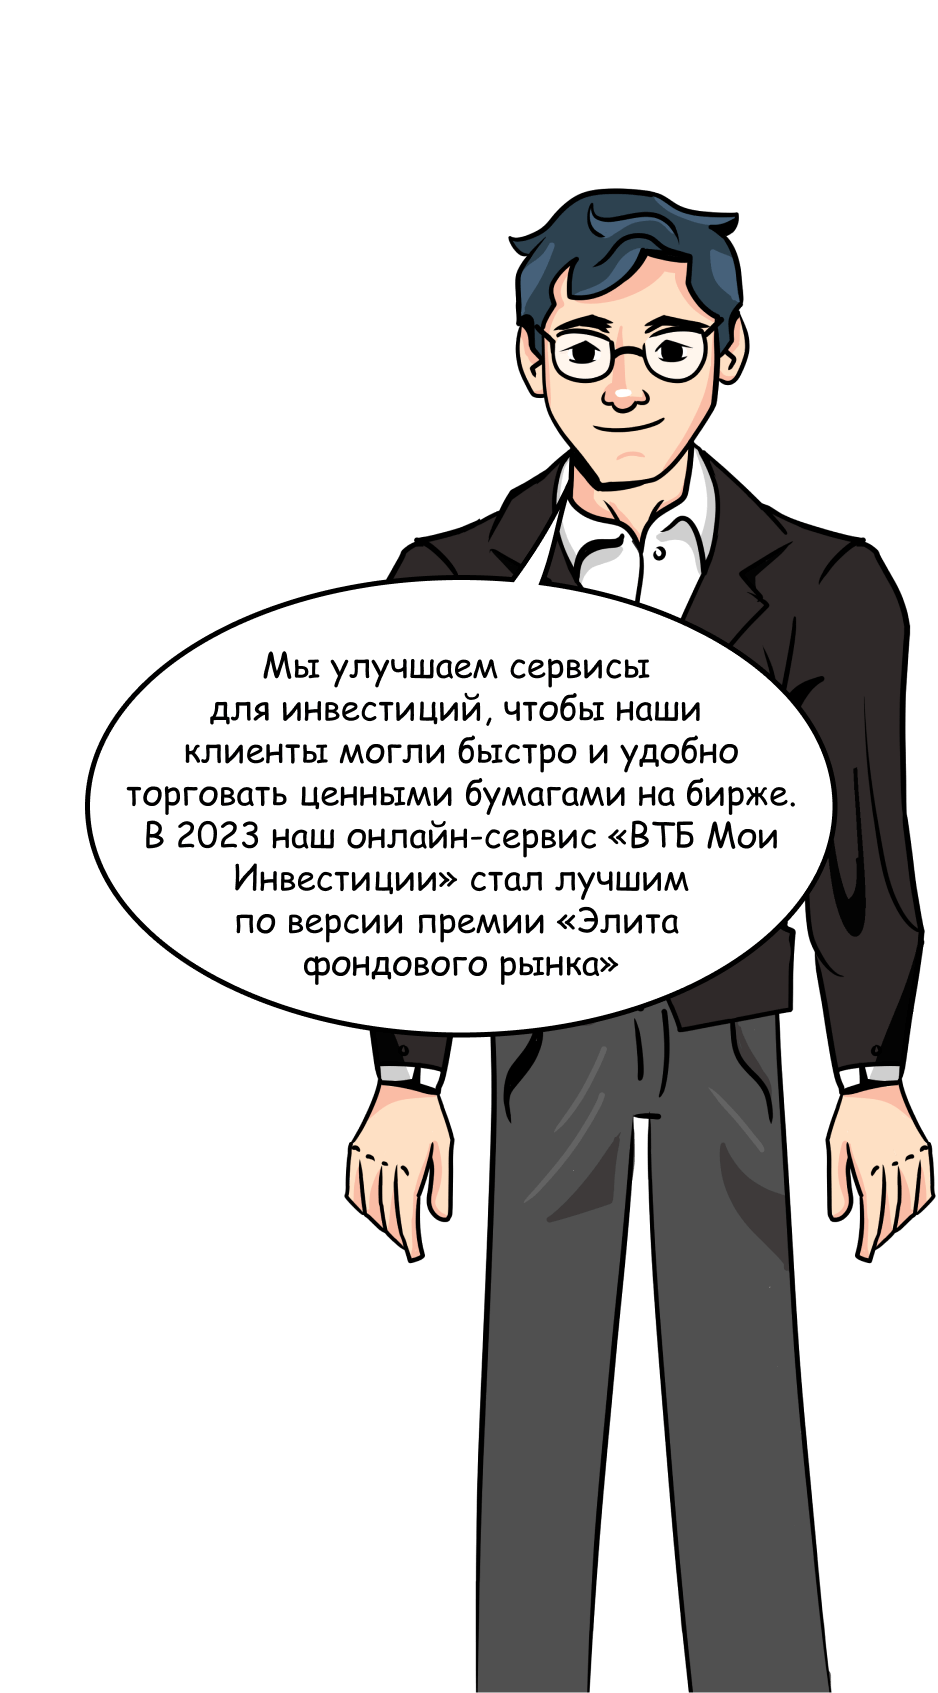 Мы улучшаем сервисы
для инвестиций, чтобы наши
клиенты могли быстро и удобно
торговать ценными бумагами на бирже.
В 2023 наш онлайн-сервис «ВТБ Мои
Инвестиции» стал лучшим
по версии премии «Элита
фондового рынка»